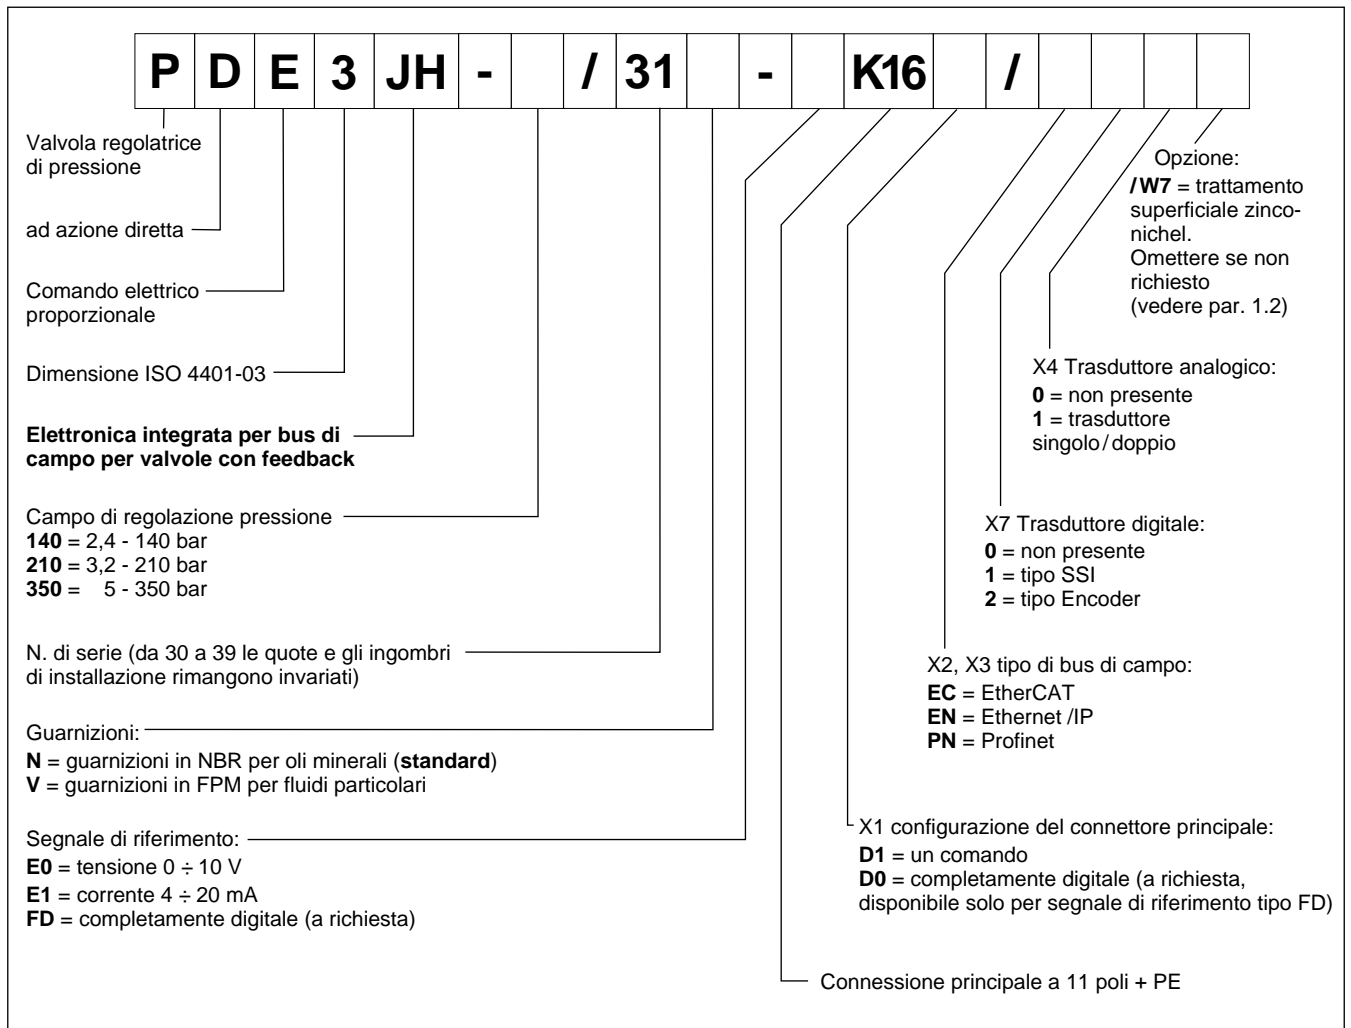 P D E 3 JH - / 31 - K16 /
Valvola regolatrice
di pressione
ad azione diretta
Comando elettrico
proporzionale
Dimensione ISO 4401-03
Elettronica integrata per bus di
campo per valvole con feedback
Campo di regolazione pressione
140 = 2,4 - 140 bar
210 = 3,2 - 210 bar
350 = 5 - 350 bar
N. di serie (da 30 a 39 le quote e gli ingombri
di installazione rimangono invariati)
Guarnizioni:
N = guarnizioni in NBR per oli minerali (standard)
V = guarnizioni in FPM per fluidi particolari
Segnale di riferimento:
E0 = tensione 0 ÷ 10 V
E1 = corrente 4 ÷ 20 mA
FD = completamente digitale (a richiesta)
Opzione:
/W7 = trattamento
superficiale zinco-
nichel.
Omettere se non
richiesto
(vedere par. 1.2)
X4 Trasduttore analogico:
0 = non presente
1 = trasduttore
singolo/doppio
X7 Trasduttore digitale:
0 = non presente
1 = tipo SSI
2 = tipo Encoder
X2, X3 tipo di bus di campo:
EC = EtherCAT
EN = Ethernet /IP
PN = Profinet
X1 configurazione del connettore principale:
D1 = un comando
D0 = completamente digitale (a richiesta,
disponibile solo per segnale di riferimento tipo FD)
Connessione principale a 11 poli + PE